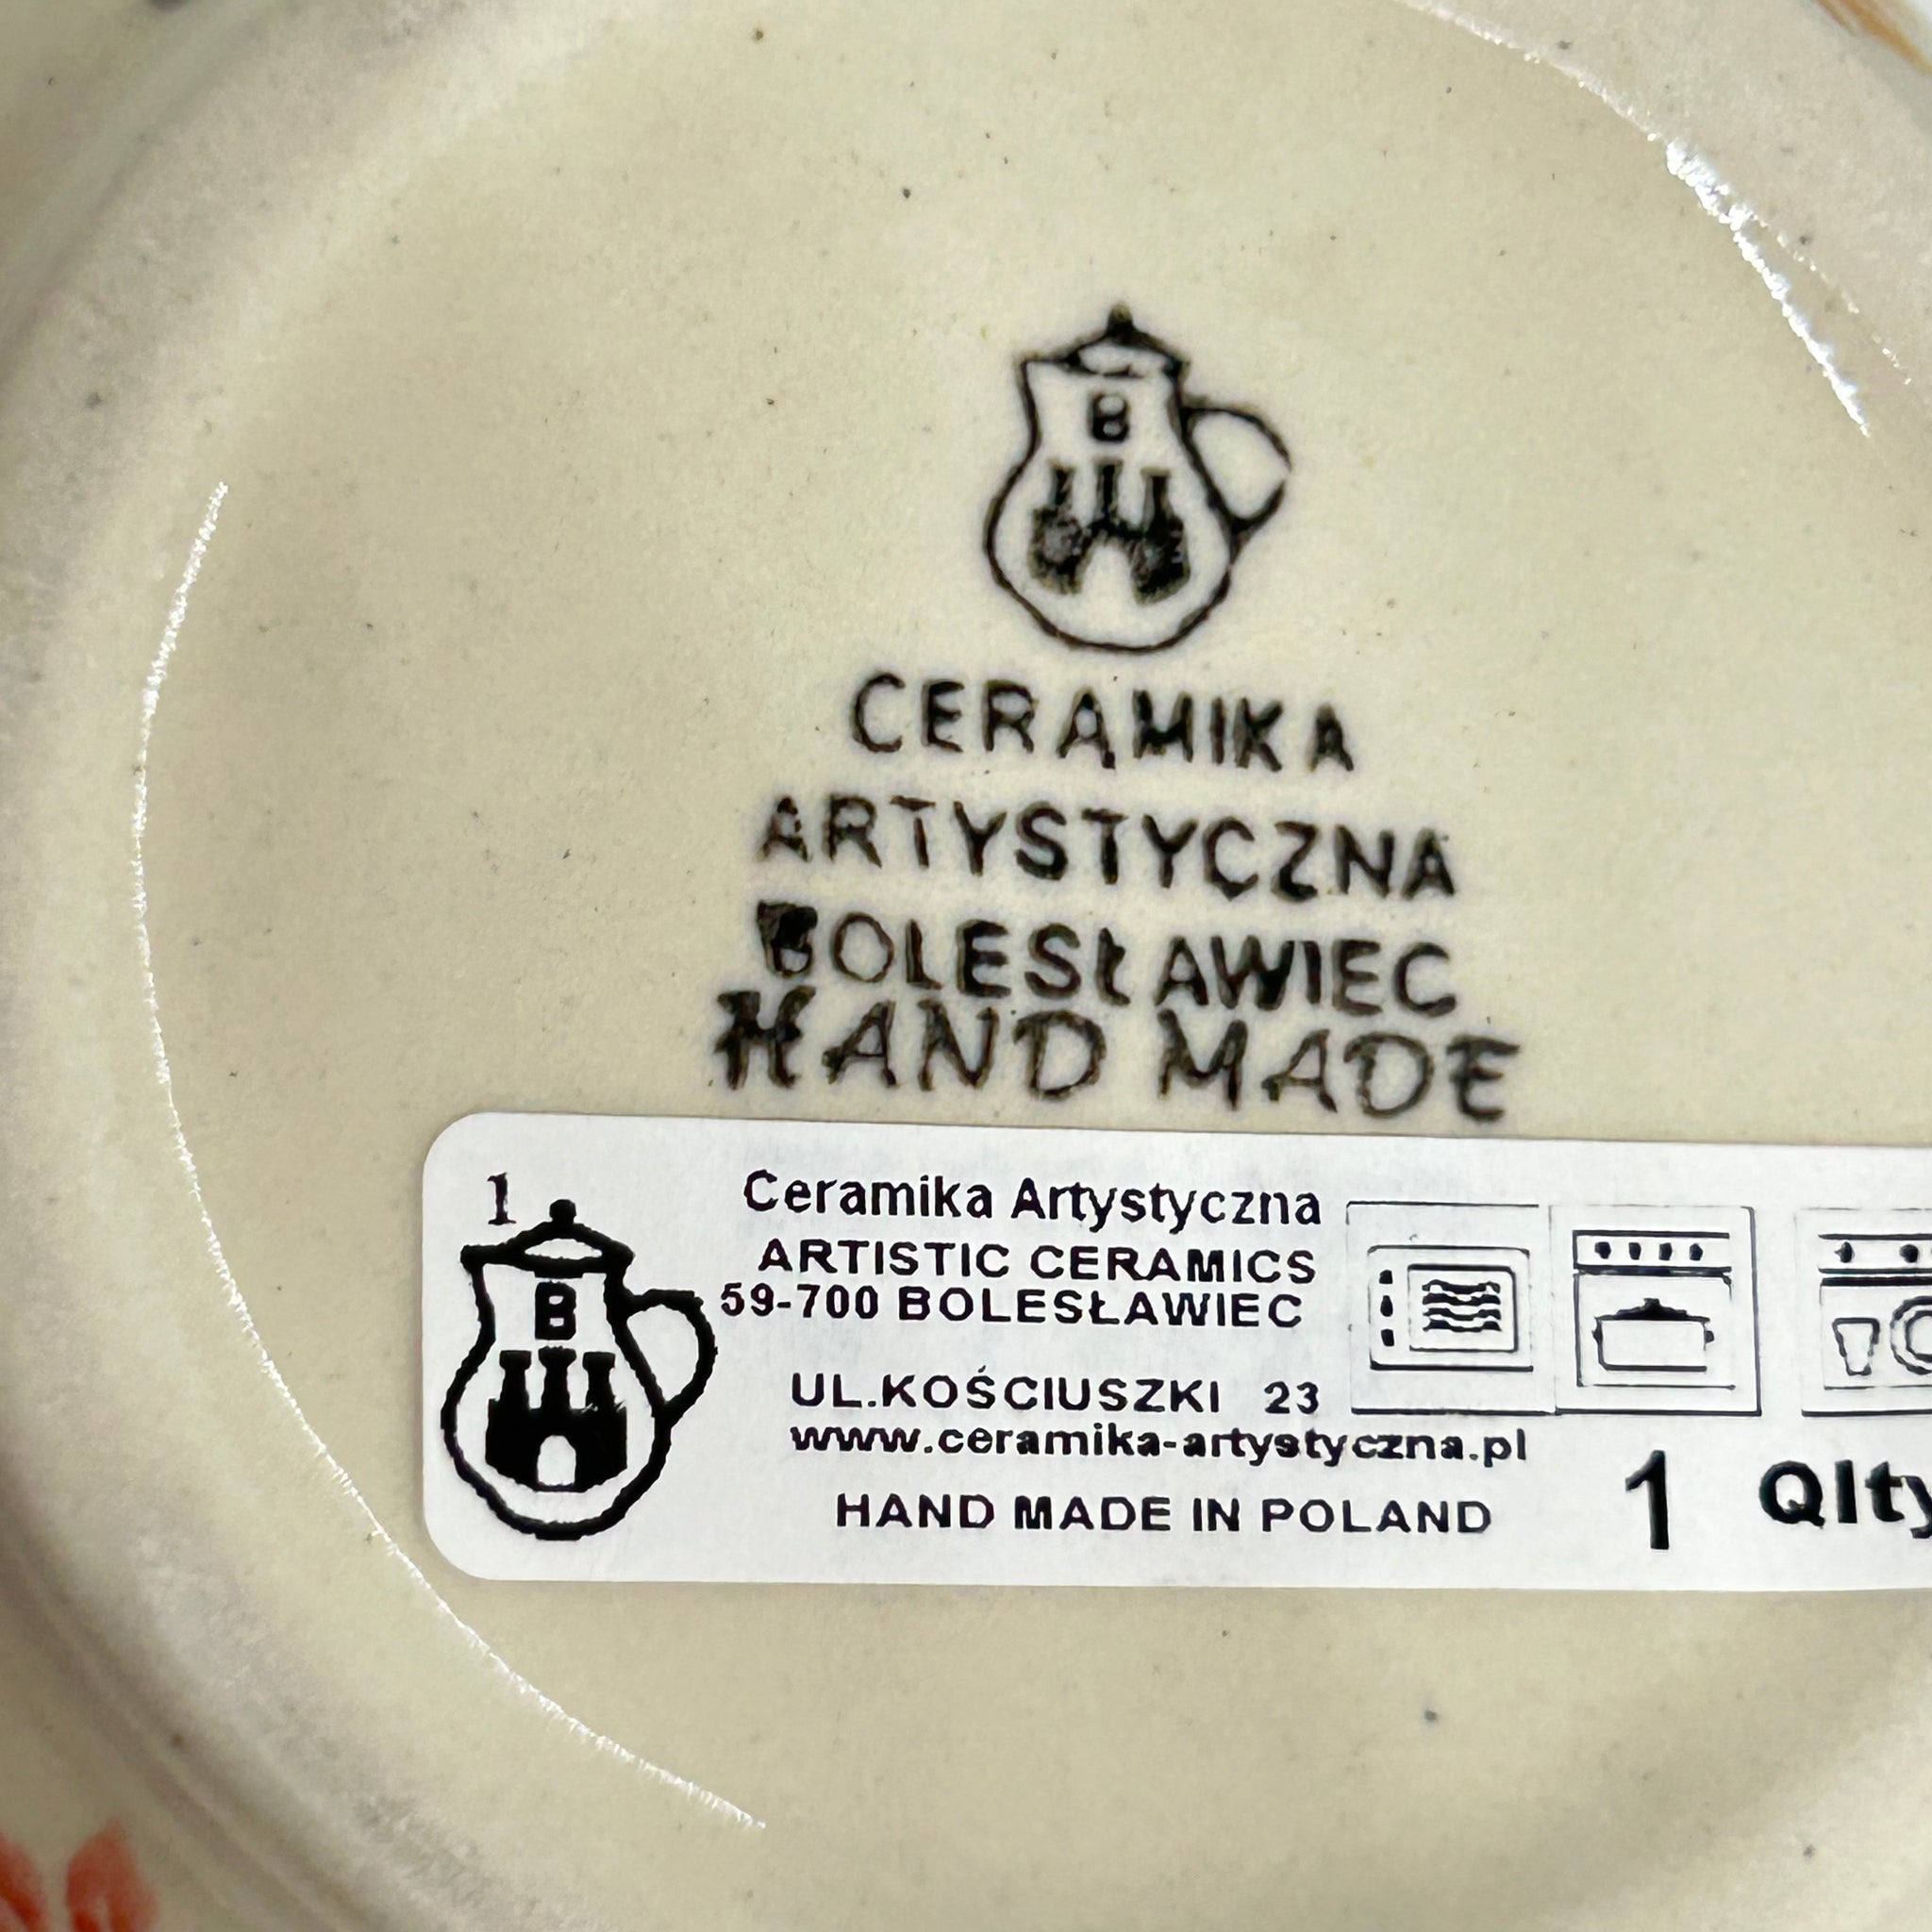 B
CERAMIKA
ARTYSTYCZNA
BOLESŁAWIEC
HAND MADE
1
B
Ceramika Artystyczna
ARTISTIC CERAMICS
59-700 BOLESŁAWIEC
UL.KOŚCIUSZKI 23
www.ceramika-artystyczna.pl
HAND MADE IN POLAND
1 Qlty